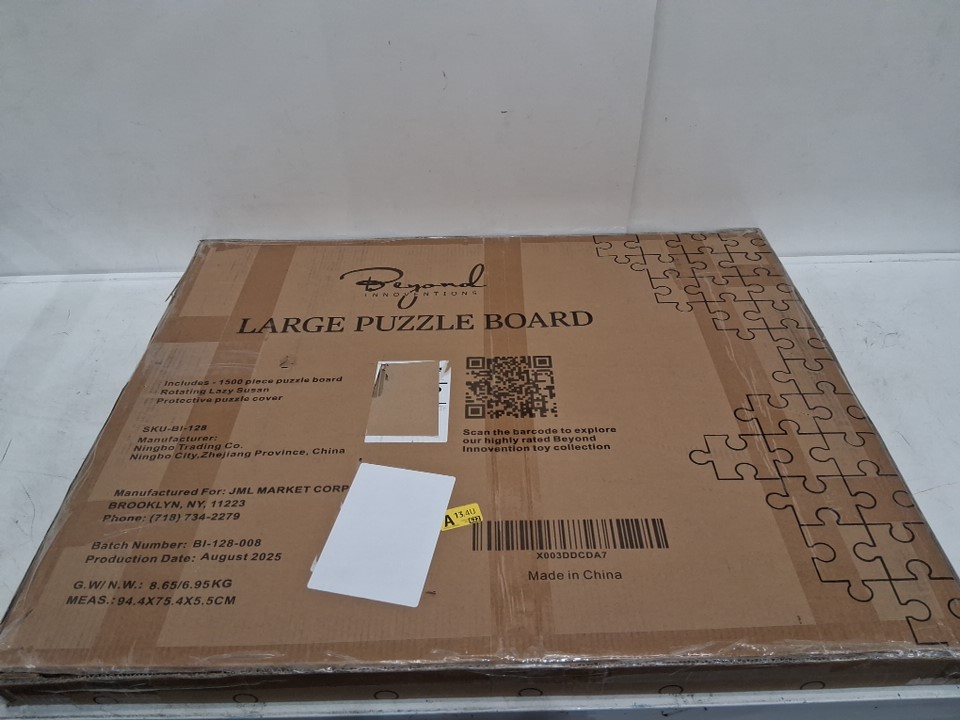 Beyond
INNOVENTIONS
LARGE PUZZLE BOARD
Includes - 1500 piece puzzle board
Rotating Lazy Susan
Protective puzzle cover
SKU-BI-128
Manufacturer:
Ningbo Trading Co.
Ningbo City,Zhejiang Province, China
Scan the barcode to explore
our highly rated Beyond
Innovention toy collection
Manufactured For: JML MARKET CORP
BROOKLYN, NY, 11223
Phone: (718) 734-2279
A 13.4U
Batch Number: BI-128-008
Production Date: August 2025
X003DDCDA7
Made in China
G.W/ N.W.: 8.65/6.95KG
MEAS.: 94.4X75.4X5.5CM